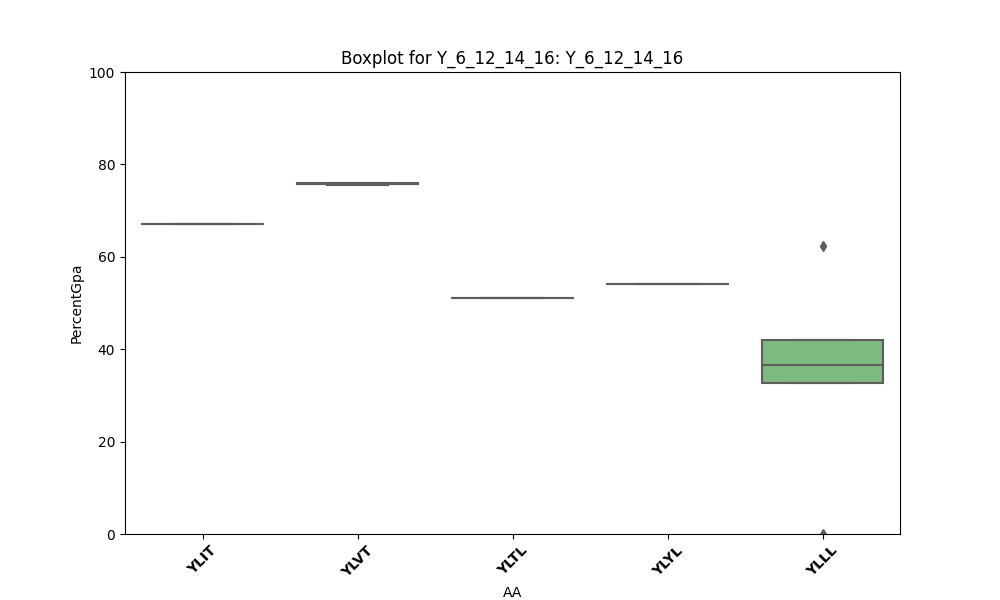 Boxplot for Y_6_12_14_16: Y_6_12_14_16
100
80
60
40
20
0
PercentGpa
YLIT
YLVT
YLTL
YLYL
YLLL
AA